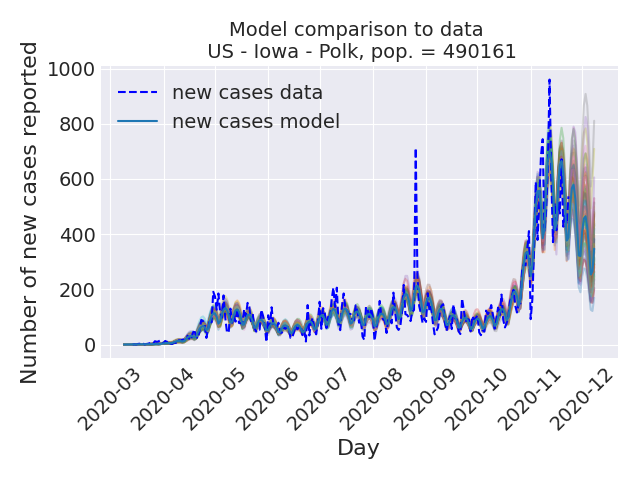 Model comparison to data
US - Iowa - Polk, pop. = 490161
Number of new cases reported
1000
800
600
400
200
0
new cases data
new cases model
2020-03
2020-04
2020-05
2020-06
2020-07
2020-08
2020-09
2020-10
2020-11
2020-12
Day